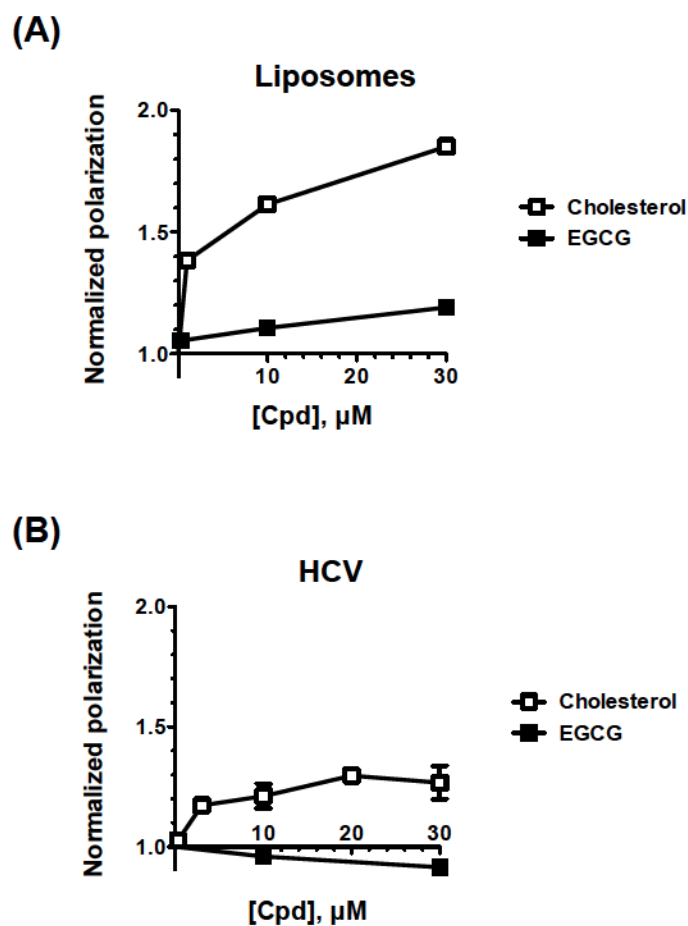 (A)
Liposomes
Normalized polarization
2.0
1.5
1.0
10
20
30
[Cpd], µM
Cholesterol
EGCG
(B)
HCV
Normalized polarization
2.0
1.5
1.0
10
20
30
[Cpd], µM
Cholesterol
EGCG